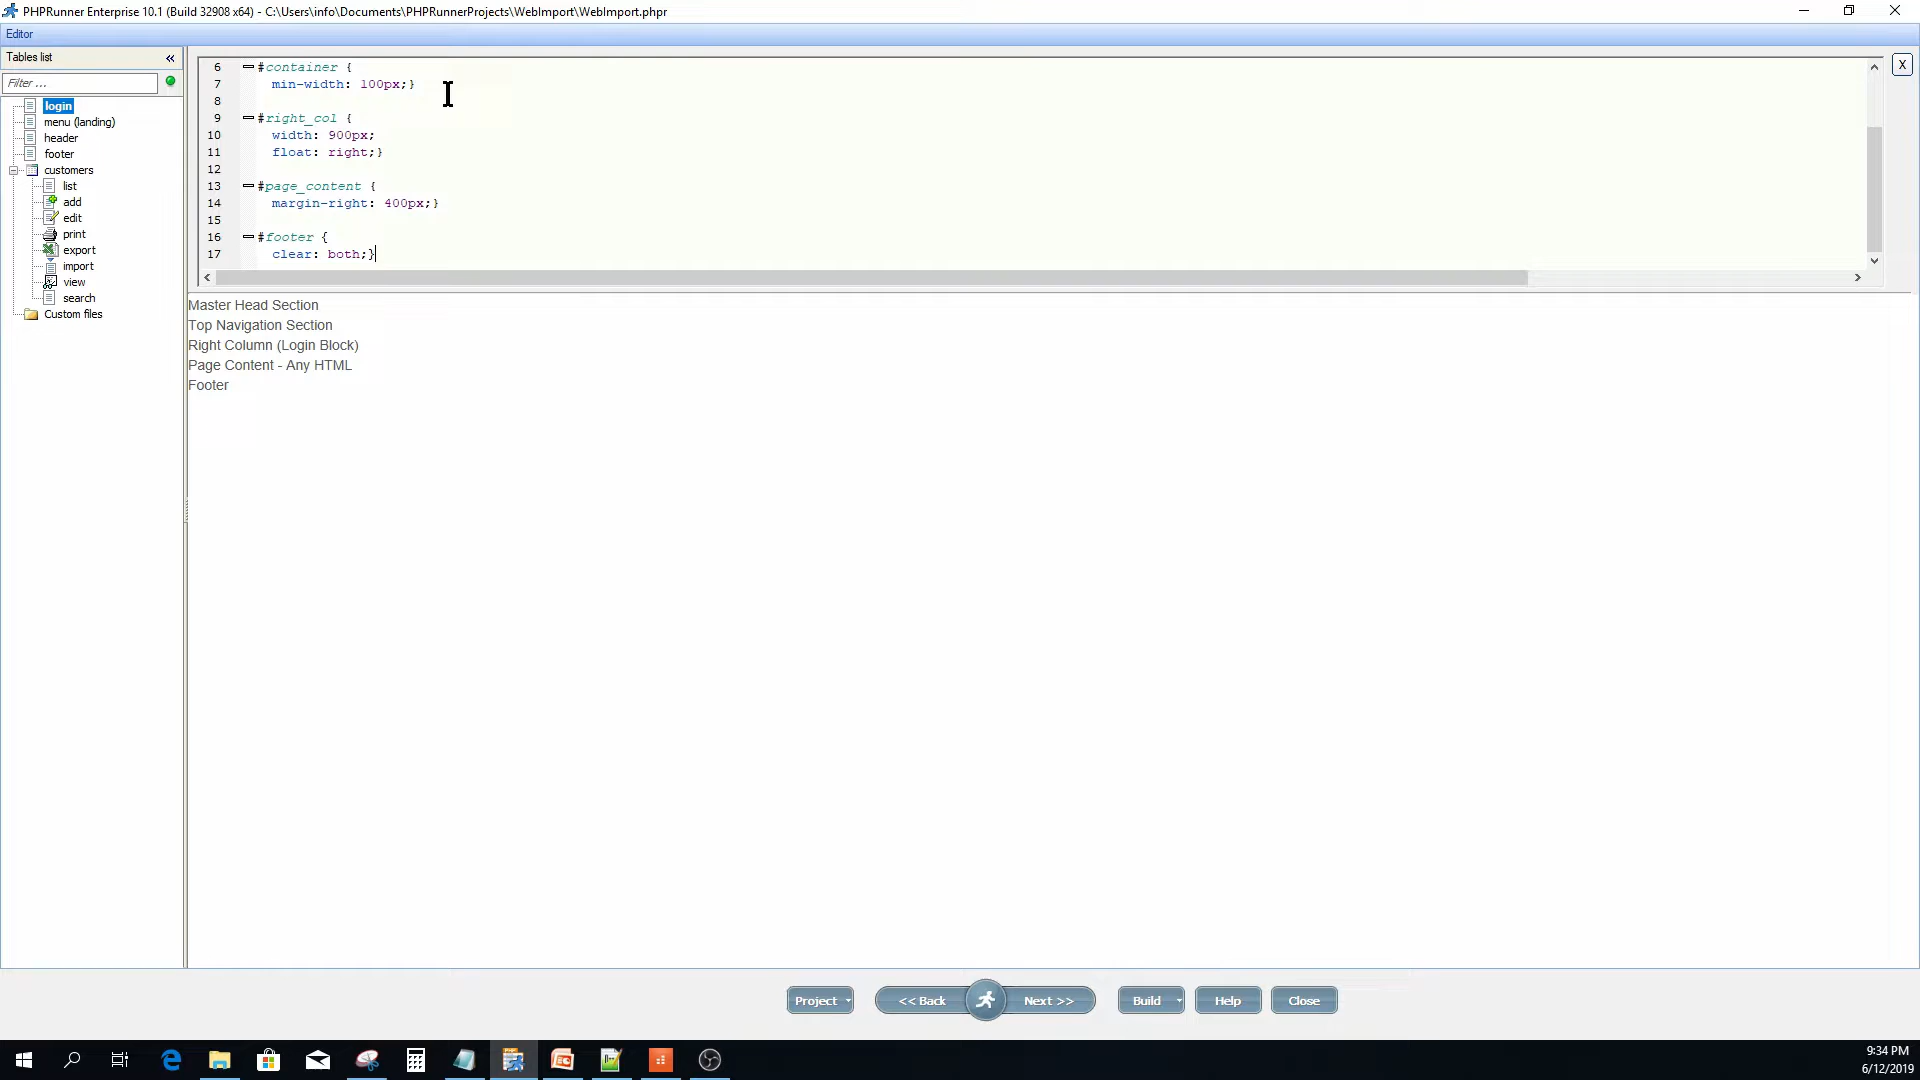 PHPRunner Enterprise 10.1 (Build 32908 x64) - C:\Users\info\Documents\PHPRunnerProjects\WebImport\WebImport.phpr
Editor
Tables list
«
Filter ...
login
menu (landing)
header
footer
customers
list
add
edit
print
export
import
view
search
Custom files
6 #container {
7 min-width: 100px;}
8
9 #right_col {
10 width: 900px;
11 float: right;}
12
13 #page_content {
14 margin-right: 400px;}
15
16 #footer {
17 clear: both;}
X
Master Head Section
Top Navigation Section
Right Column (Login Block)
Page Content - Any HTML
Footer
Project
<< Back
Next >>
Build
Help
Close
9:34 PM
6/12/2019